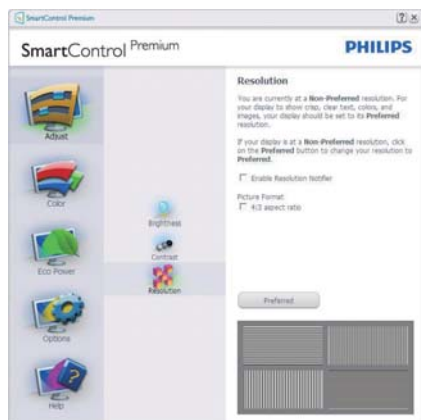 SmartControl Premium
SmartControl Premium
PHILIPS
Adjust
Color
Eco Power
Options
Help
Brightness
Contrast
Resolution
Resolution
You are currently at a Non-Preferred resolution. For
your display to show crisp, clear text, colors, and
images, your display should be set to its Preferred
resolution.
If your display is at a Non-Preferred resolution, click
on the Preferred button to change your resolution to
Preferred.
Enable Resolution Notifier
Picture Format
4:3 aspect ratio
Preferred